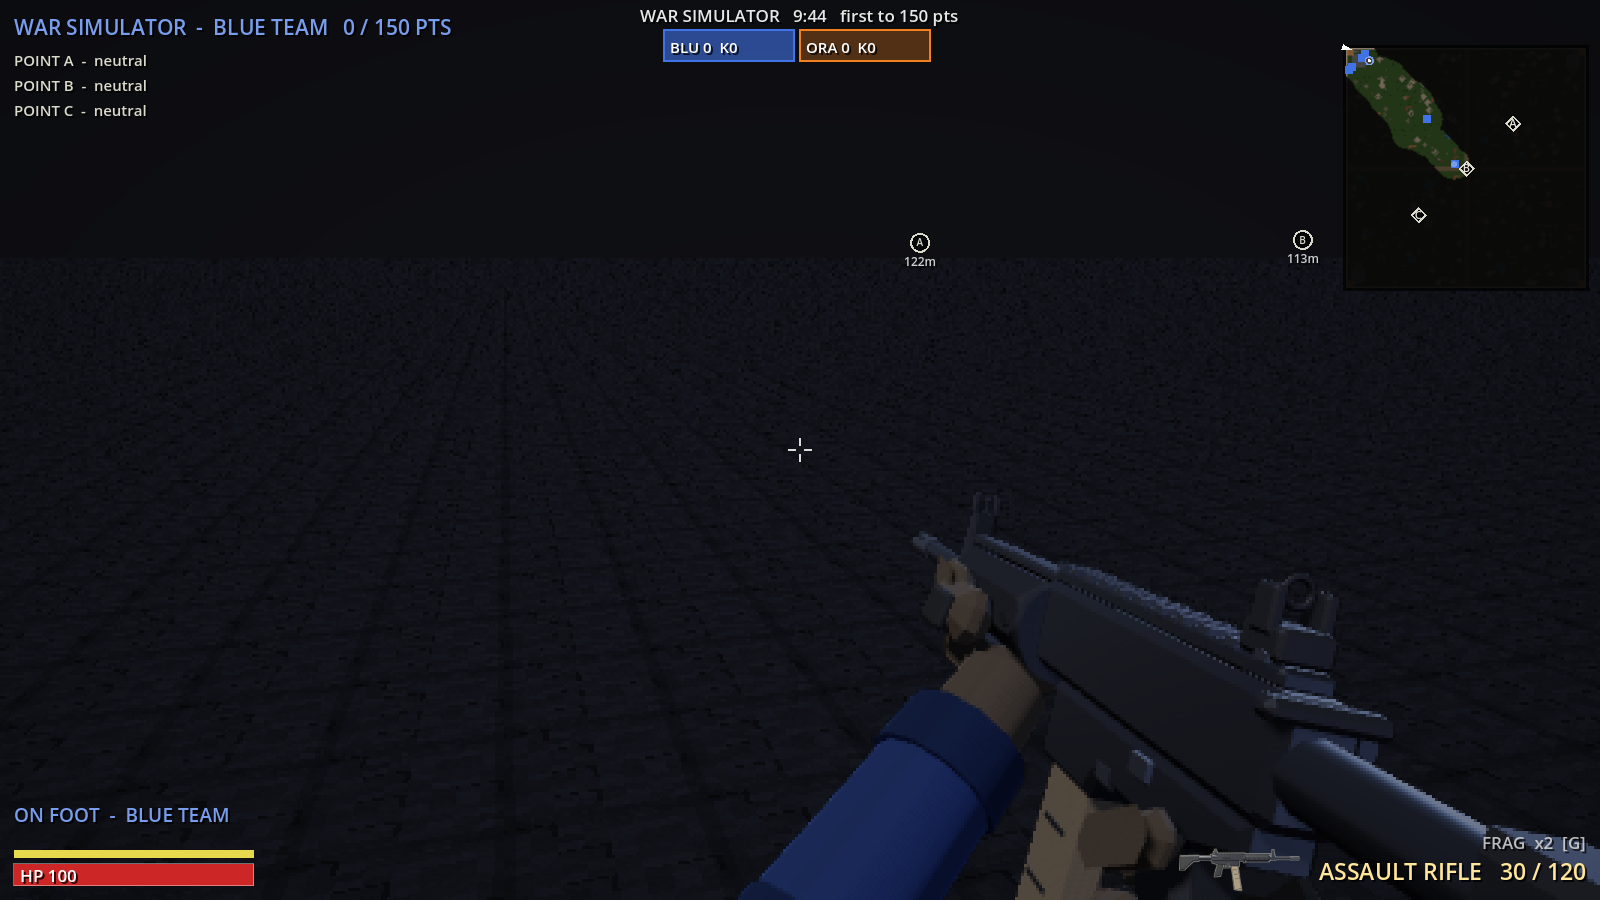 WAR SIMULATOR - BLUE TEAM 0 / 150 PTS
POINT A - neutral
POINT B - neutral
POINT C - neutral
WAR SIMULATOR 9:44 first to 150 pts
BLU 0 K0
ORA 0 K0
A
B
C
A
122m
B
113m
ON FOOT - BLUE TEAM
HP 100
FRAG x2 [G]
ASSAULT RIFLE 30 / 120